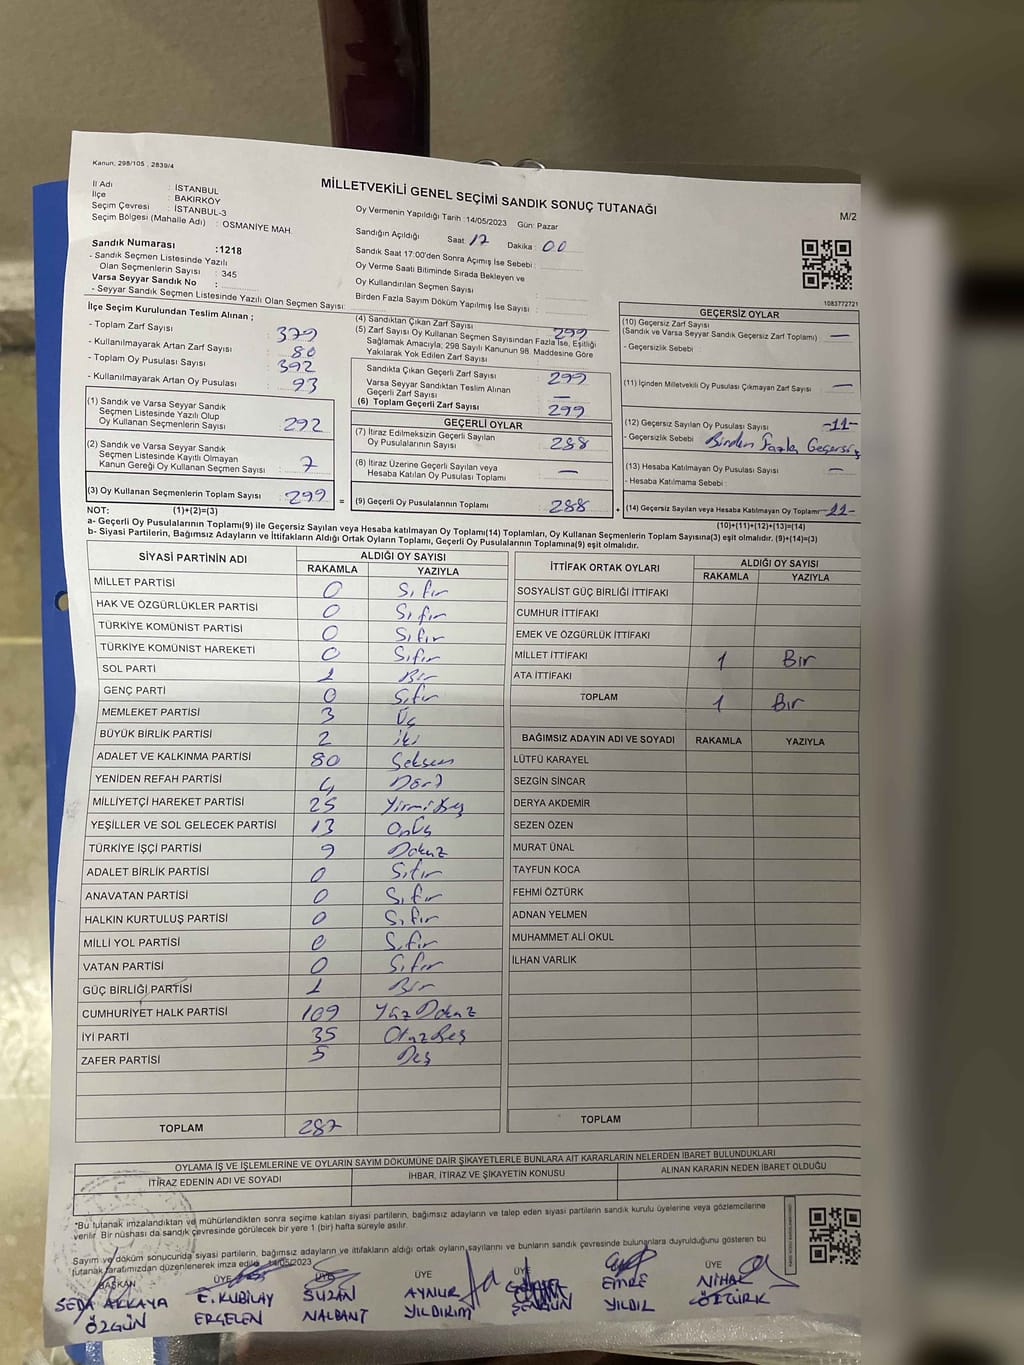 Kanun; 298/105 , 2839/4
MİLLETVEKİLİ GENEL SEÇİMİ SANDIK SONUÇ TUTANAĞI
M/2
İl Adı : İSTANBUL
İlçe : BAKIRKÖY
Seçim Çevresi : İSTANBUL-3
Seçim Bölgesi (Mahalle Adı) : OSMANİYE MAH.
Oy Vermenin Yapıldığı Tarih :14/05/2023 Gün: Pazar
Sandığın Açıldığı Saat 17 Dakika : 00
Sandık Saat 17:00'den Sonra Açımış İse Sebebi :
Oy Verme Saati Bitiminde Sırada Bekleyen ve
Oy Kullandırılan Seçmen Sayısı :
Birden Fazla Sayım Döküm Yapılmış İse Sayısı :
Sandık Numarası :1218
- Sandık Seçmen Listesinde Yazılı
Olan Seçmenlerin Sayısı : 345
Varsa Seyyar Sandık No :
- Seyyar Sandık Seçmen Listesinde Yazılı Olan Seçmen Sayısı:
1083772721
İlçe Seçim Kurulundan Teslim Alınan ;
- Toplam Zarf Sayısı : 379
- Kullanılmayarak Artan Zarf Sayısı : 80
- Toplam Oy Pusulası Sayısı : 392
- Kullanılmayarak Artan Oy Pusulası : 93
(1) Sandık ve Varsa Seyyar Sandık
Seçmen Listesinde Yazılı Olup
Oy Kullanan Seçmenlerin Sayısı : 292
(2) Sandık ve Varsa Seyyar Sandık
Seçmen Listesinde Kayıtlı Olmayan
Kanun Gereği Oy Kullanan Seçmen Sayısı : 7
(3) Oy Kullanan Seçmenlerin Toplam Sayısı : 299
(4) Sandıktan Çıkan Zarf Sayısı : 299
(5) Zarf Sayısı Oy Kullanan Seçmen Sayısından Fazla İse, Eşitliği
Sağlamak Amacıyla; 298 Sayılı Kanunun 98. Maddesine Göre
Yakılarak Yok Edilen Zarf Sayısı :
Sandıkta Çıkan Geçerli Zarf Sayısı : 299
Varsa Seyyar Sandıktan Teslim Alınan
Geçerli Zarf Sayısı : —
(6) Toplam Geçerli Zarf Sayısı : 299
GEÇERLİ OYLAR
(7) İtiraz Edilmeksizin Geçerli Sayılan
Oy Pusulalarının Sayısı : 288
(8) İtiraz Üzerine Geçerli Sayılan veya
Hesaba Katılan Oy Pusulası Toplamı : —
= (9) Geçerli Oy Pusulalarının Toplamı : 288
GEÇERSİZ OYLAR
(10) Geçersiz Zarf Sayısı
(Sandık ve Varsa Seyyar Sandık Geçersiz Zarf Toplamı) : —
- Geçersizlik Sebebi :
(11) İçinden Milletvekili Oy Pusulası Çıkmayan Zarf Sayısı : —
(12) Geçersiz Sayılan Oy Pusulası Sayısı : -11-
- Geçersizlik Sebebi : Birden Fazla Geçersiz
(13) Hesaba Katılmayan Oy Pusulası Sayısı : —
- Hesaba Katılmama Sebebi :
+ (14) Geçersiz Sayılan veya Hesaba Katılmayan Oy Toplamı -11-
NOT: (1)+(2)=(3)
(10)+(11)+(12)+(13)=(14)
a- Geçerli Oy Pusulalarının Toplamı(9) ile Geçersiz Sayılan veya Hesaba katılmayan Oy Toplamı(14) Toplamları, Oy Kullanan Seçmenlerin Toplam Sayısına(3) eşit olmalıdır. (9)+(14)=(3)
b- Siyasi Partilerin, Bağımsız Adayların ve İttifakların Aldığı Ortak Oyların Toplamı, Geçerli Oy Pusulalarının Toplamına(9) eşit olmalıdır.
SİYASİ PARTİNİN ADI ALDIĞI OY SAYISI
RAKAMLA YAZIYLA
MİLLET PARTİSİ 0 Sıfır
HAK VE ÖZGÜRLÜKLER PARTİSİ 0 Sıfır
TÜRKİYE KOMÜNİST PARTİSİ 0 Sıfır
TÜRKİYE KOMÜNİST HAREKETİ 0 Sıfır
SOL PARTİ 1 Bir
GENÇ PARTİ 0 Sıfır
MEMLEKET PARTİSİ 3 Üç
BÜYÜK BİRLİK PARTİSİ 2 İki
ADALET VE KALKINMA PARTİSİ 80 Seksen
YENİDEN REFAH PARTİSİ 4 Dört
MİLLİYETÇİ HAREKET PARTİSİ 25 Yirmi Beş
YEŞİLLER VE SOL GELECEK PARTİSİ 13 Onüç
TÜRKİYE İŞÇİ PARTİSİ 9 Dokuz
ADALET BİRLİK PARTİSİ 0 Sıfır
ANAVATAN PARTİSİ 0 Sıfır
HALKIN KURTULUŞ PARTİSİ 0 Sıfır
MİLLİ YOL PARTİSİ 0 Sıfır
VATAN PARTİSİ 0 Sıfır
GÜÇ BİRLİĞİ PARTİSİ 1 Bir
CUMHURİYET HALK PARTİSİ 109 Yüz Dokuz
İYİ PARTİ 35 Otuz Beş
ZAFER PARTİSİ 5 Beş
TOPLAM 287
İTTİFAK ORTAK OYLARI ALDIĞI OY SAYISI
RAKAMLA YAZIYLA
SOSYALİST GÜÇ BİRLİĞİ İTTİFAKI
CUMHUR İTTİFAKI
EMEK VE ÖZGÜRLÜK İTTİFAKI
MİLLET İTTİFAKI 1 Bir
ATA İTTİFAKI
TOPLAM 1 Bir
BAĞIMSIZ ADAYIN ADI VE SOYADI RAKAMLA YAZIYLA
LÜTFÜ KARAYEL
SEZGİN SİNCAR
DERYA AKDEMİR
SEZEN ÖZEN
MURAT ÜNAL
TAYFUN KOCA
FEHMİ ÖZTÜRK
ADNAN YELMEN
MUHAMMET ALİ OKUL
İLHAN VARLIK
TOPLAM
OYLAMA İŞ VE İŞLEMLERİNE VE OYLARIN SAYIM DÖKÜMÜNE DAİR ŞİKAYETLERLE BUNLARA AİT KARARLARIN NELERDEN İBARET BULUNDUKLARI
İTİRAZ EDENİN ADI VE SOYADI İHBAR, İTİRAZ VE ŞİKAYETİN KONUSU ALINAN KARARIN NEDEN İBARET OLDUĞU
"Bu tutanak imzalandıktan ve mühürlendikten sonra seçime katılan siyasi partilerin, bağımsız adayların ve talep eden siyasi partilerin sandık kurulu üyelerine veya gözlemcilerine
verilir. Bir nüshası da sandık çevresinde görülecek bir yere 1 (bir) hafta süreyle asılır.
Sayım ve döküm sonucunda siyasi partilerin, bağımsız adayların ve ittifakların aldığı ortak oyların sayılarını ve bunların sandık çevresinde bulunanlara duyrulduğunu gösteren bu
tutanak tarafımızdan düzenlenerek imza edildi. 14/05/2023
BAŞKAN ÜYE ÜYE ÜYE ÜYE ÜYE ÜYE
SEDA AKKAYA E. KUBİLAY SUZAN AYNUR EMRE NİHAL
ÖZGÜN ERGELEN NALBANT YILDIRIM ŞENGÜN YILDIZ ÖZTÜRK